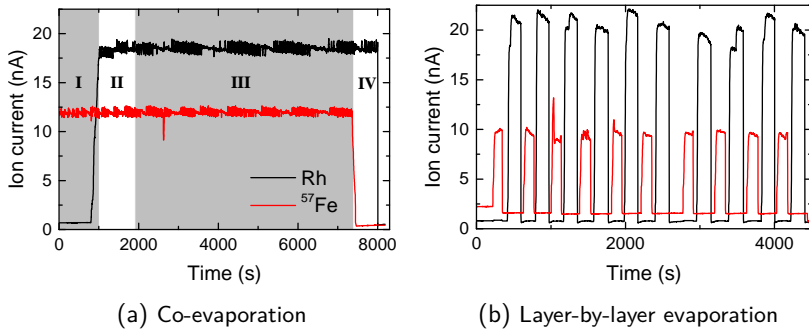 Ion current (nA)
20
15
10
5
0
I
II
III
IV
Rh
⁵⁷Fe
0
2000
4000
6000
8000
Time (s)
(a) Co-evaporation
Ion current (nA)
20
15
10
5
0
0
2000
4000
Time (s)
(b) Layer-by-layer evaporation